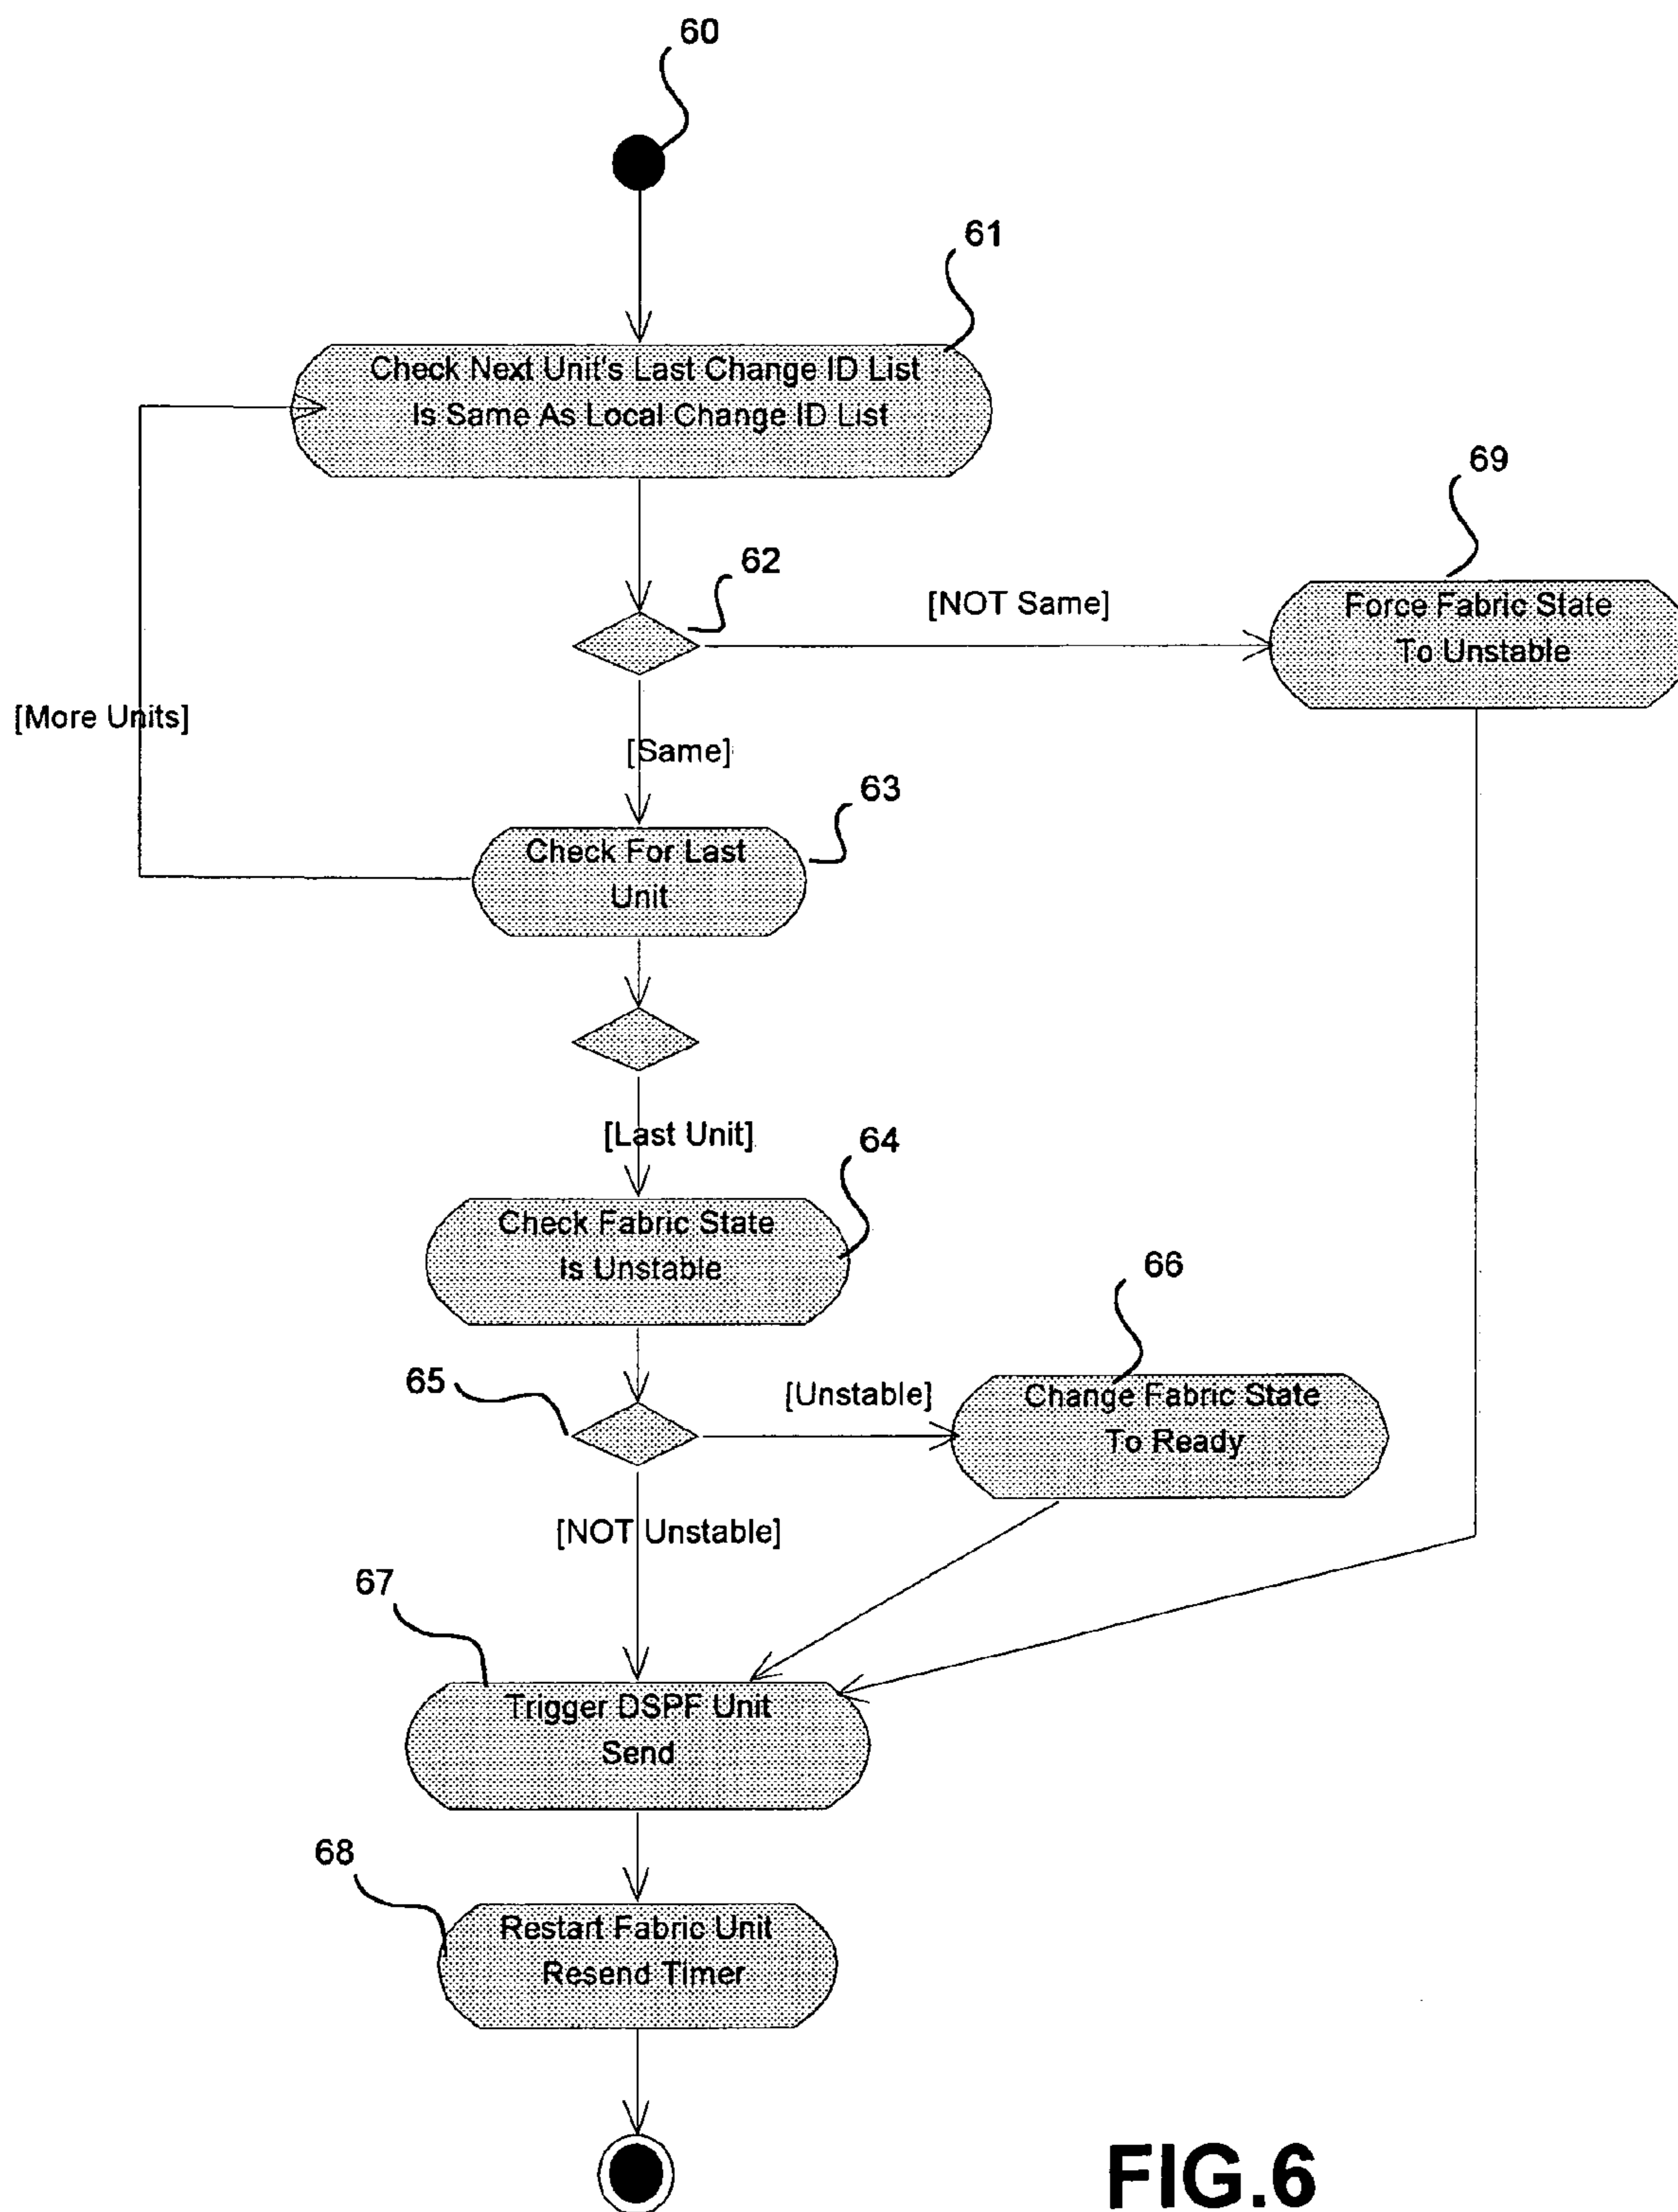 60
61
Check Next Unit's Last Change ID List
Is Same As Local Change ID List
69
62
[NOT Same]
Force Fabric State
To Unstable
[More Units]
[Same]
63
Check For Last
Unit
[Last Unit]
64
Check Fabric State
Is Unstable
66
65
[Unstable]
Change Fabric State
To Ready
[NOT Unstable]
67
Trigger DSPF Unit
Send
68
Restart Fabric Unit
Resend Timer
FIG.6